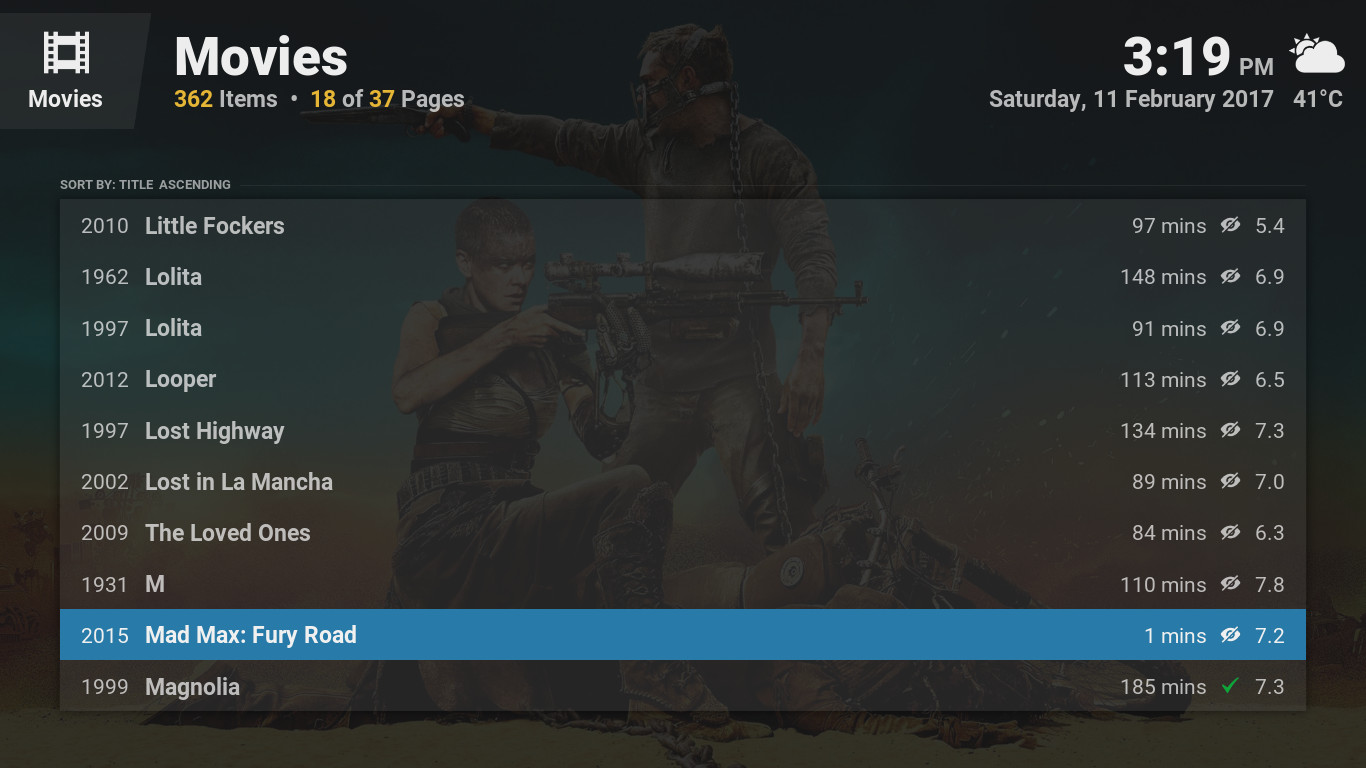 Movies
Movies
362 Items • 18 of 37 Pages
3:19 PM
Saturday, 11 February 2017 41°C
SORT BY: TITLE ASCENDING
2010 Little Fockers 97 mins 5.4
1962 Lolita 148 mins 6.9
1997 Lolita 91 mins 6.9
2012 Looper 113 mins 6.5
1997 Lost Highway 134 mins 7.3
2002 Lost in La Mancha 89 mins 7.0
2009 The Loved Ones 84 mins 6.3
1931 M 110 mins 7.8
2015 Mad Max: Fury Road 1 mins 7.2
1999 Magnolia 185 mins 7.3